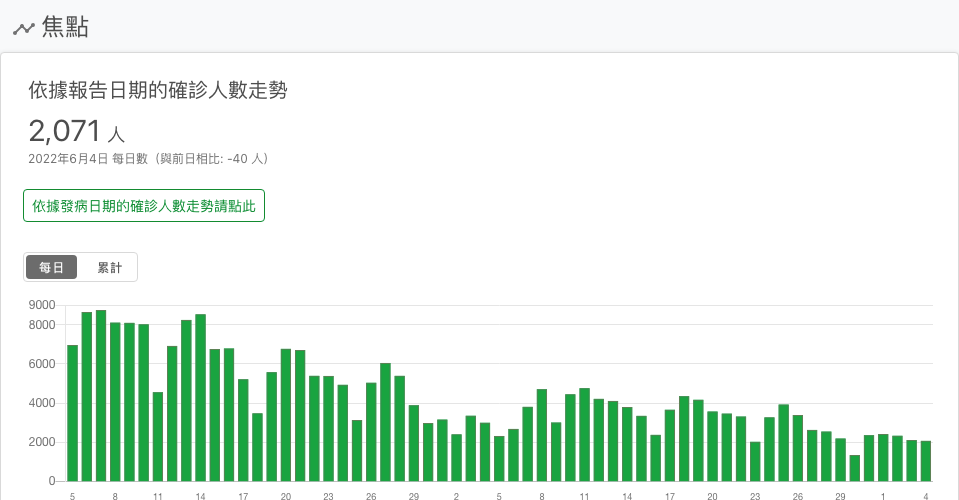 焦點
依據報告日期的確診人數走勢
2,071 人
2022年6月4日 每日數（與前日相比: -40 人）
依據發病日期的確診人數走勢請點此
每日 累計
9000
8000
6000
4000
2000
0
5 8 11 14 17 20 23 26 29 2 5 8 11 14 17 20 23 26 29 1 4